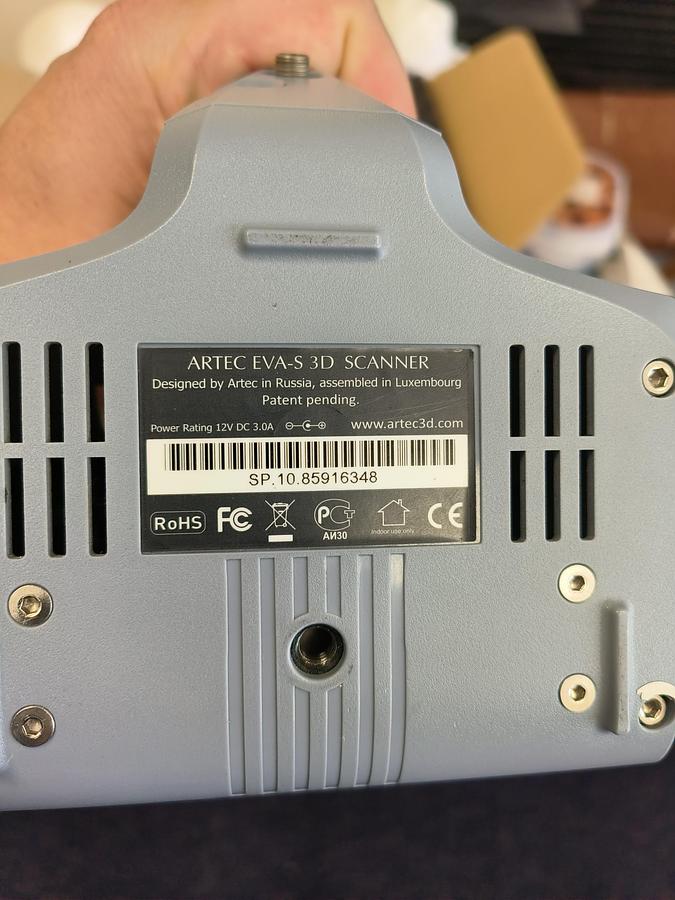 ARTEC EVA-S 3D SCANNER
Designed by Artec in Russia, assembled in Luxembourg
Patent pending.
Power Rating 12V DC 3.0A www.artec3d.com
SP.10.85916348
RoHS FC РСТ Indoor use only CE
АИ30